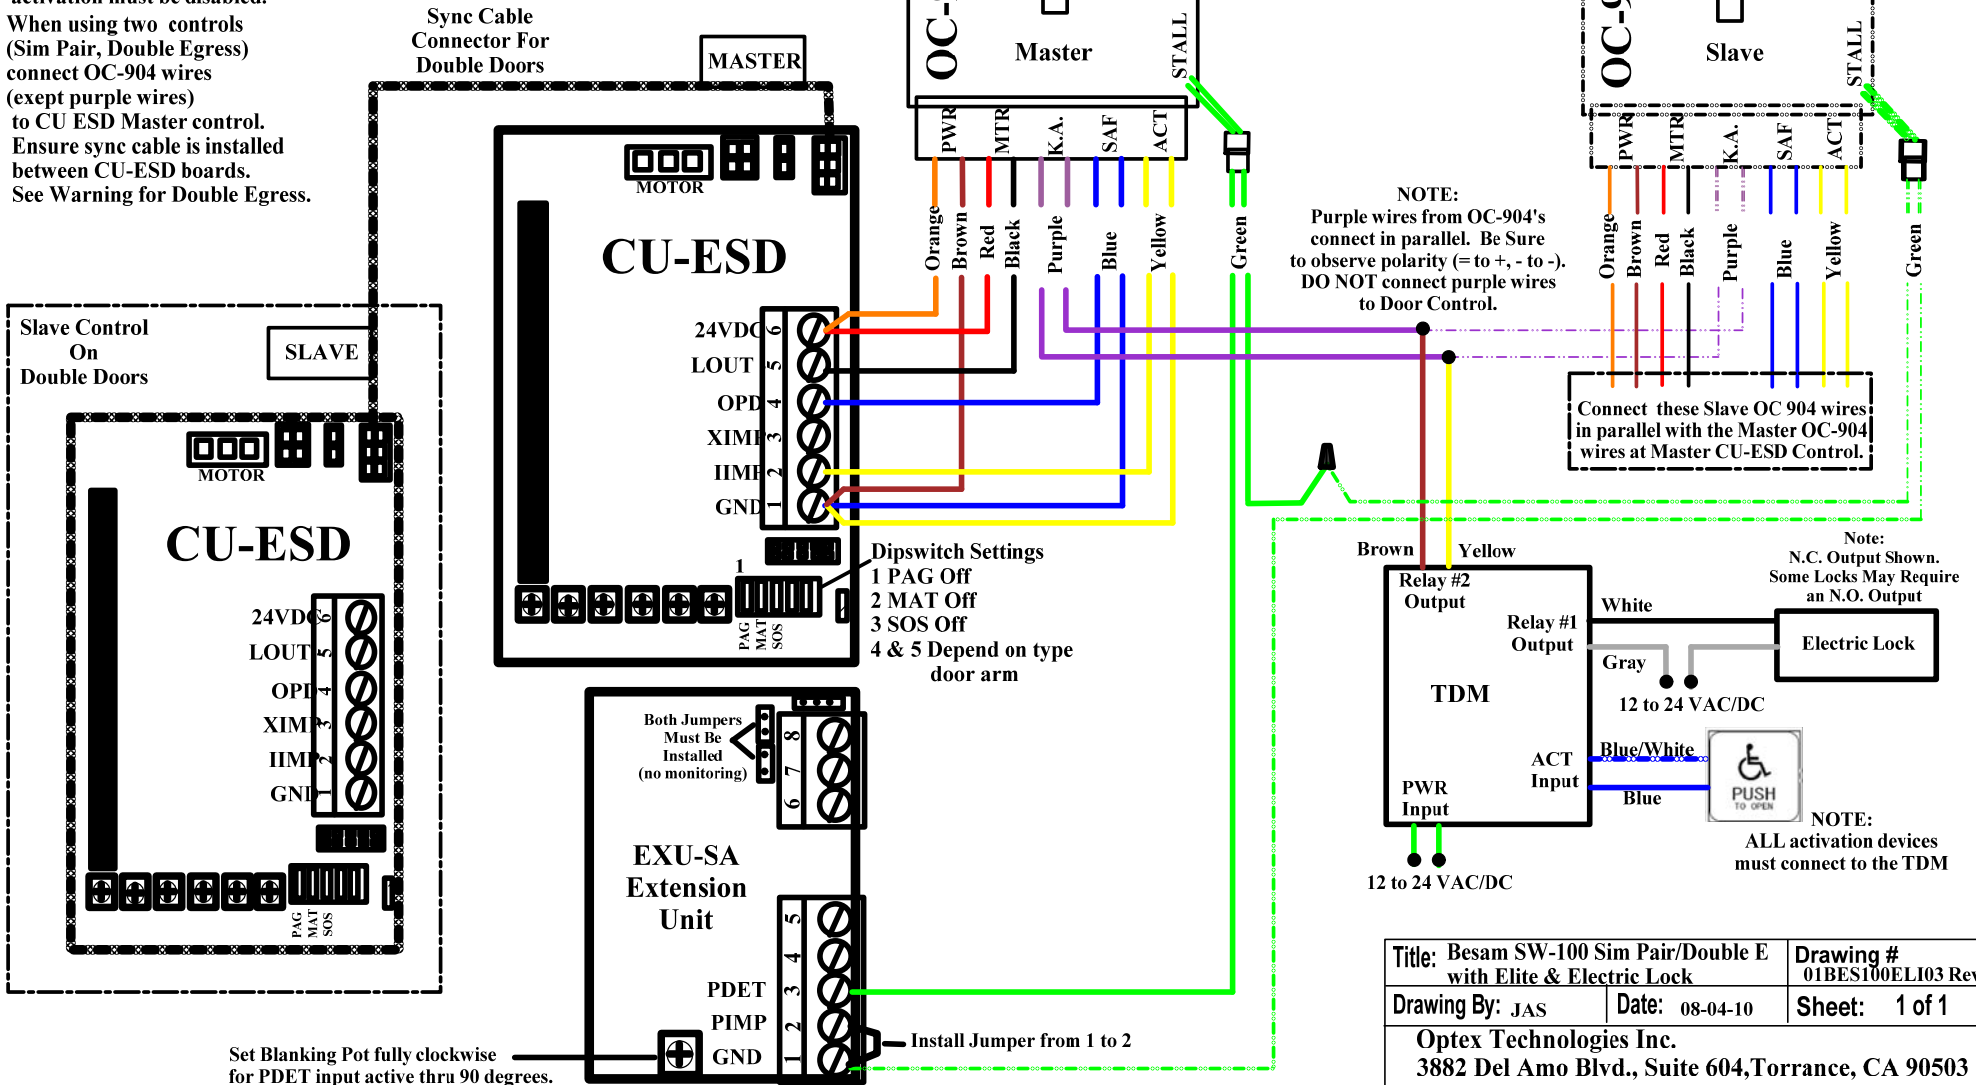 activation must be disabled.
When using two controls
(Sim Pair, Double Egress)
connect OC-904 wires
(exept purple wires)
to CU ESD Master control.
Ensure sync cable is installed
between CU-ESD boards.
See Warning for Double Egress.
Sync Cable
Connector For
Double Doors
MASTER
Slave Control
On
Double Doors
SLAVE
MOTOR
CU-ESD
24VDC 6
LOUT 5
OPD 4
XIMP 3
IIMP 2
GND 1
PAG
MAT
SOS
MOTOR
CU-ESD
24VDC 6
LOUT 5
OPD 4
XIMP 3
IIMP 2
GND 1
1
PAG
MAT
SOS
Dipswitch Settings
1 PAG Off
2 MAT Off
3 SOS Off
4 & 5 Depend on type
door arm
Master
STALL
PWR
MTR
K.A.
SAF
ACT
Orange
Brown
Red
Black
Purple
Blue
Yellow
Green
NOTE:
Purple wires from OC-904's
connect in parallel. Be Sure
to observe polarity (= to +, - to -).
DO NOT connect purple wires
to Door Control.
Slave
STALL
PWR
MTR
K.A.
SAF
ACT
Orange
Brown
Red
Black
Purple
Blue
Yellow
Green
Connect these Slave OC 904 wires
in parallel with the Master OC-904
wires at Master CU-ESD Control.
Both Jumpers
Must Be
Installed
(no monitoring)
8
7
6
EXU-SA
Extension
Unit
5
4
PDET 3
PIMP 2
GND 1
Install Jumper from 1 to 2
Set Blanking Pot fully clockwise
for PDET input active thru 90 degrees.
Brown
Yellow
Relay #2
Output
Relay #1
Output
TDM
ACT
Input
PWR
Input
12 to 24 VAC/DC
White
Gray
12 to 24 VAC/DC
Note:
N.C. Output Shown.
Some Locks May Require
an N.O. Output
Electric Lock
Blue/White
Blue
PUSH
TO OPEN
NOTE:
ALL activation devices
must connect to the TDM
Title: Besam SW-100 Sim Pair/Double E
with Elite & Electric Lock
Drawing #
01BES100ELI03 Rev
Drawing By: JAS
Date: 08-04-10
Sheet: 1 of 1
Optex Technologies Inc.
3882 Del Amo Blvd., Suite 604,Torrance, CA 90503